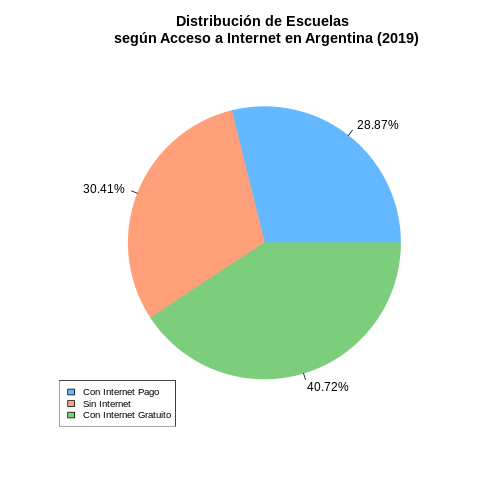 Distribución de Escuelas
según Acceso a Internet en Argentina (2019)
28.87%
30.41%
40.72%
Con Internet Pago
Sin Internet
Con Internet Gratuito